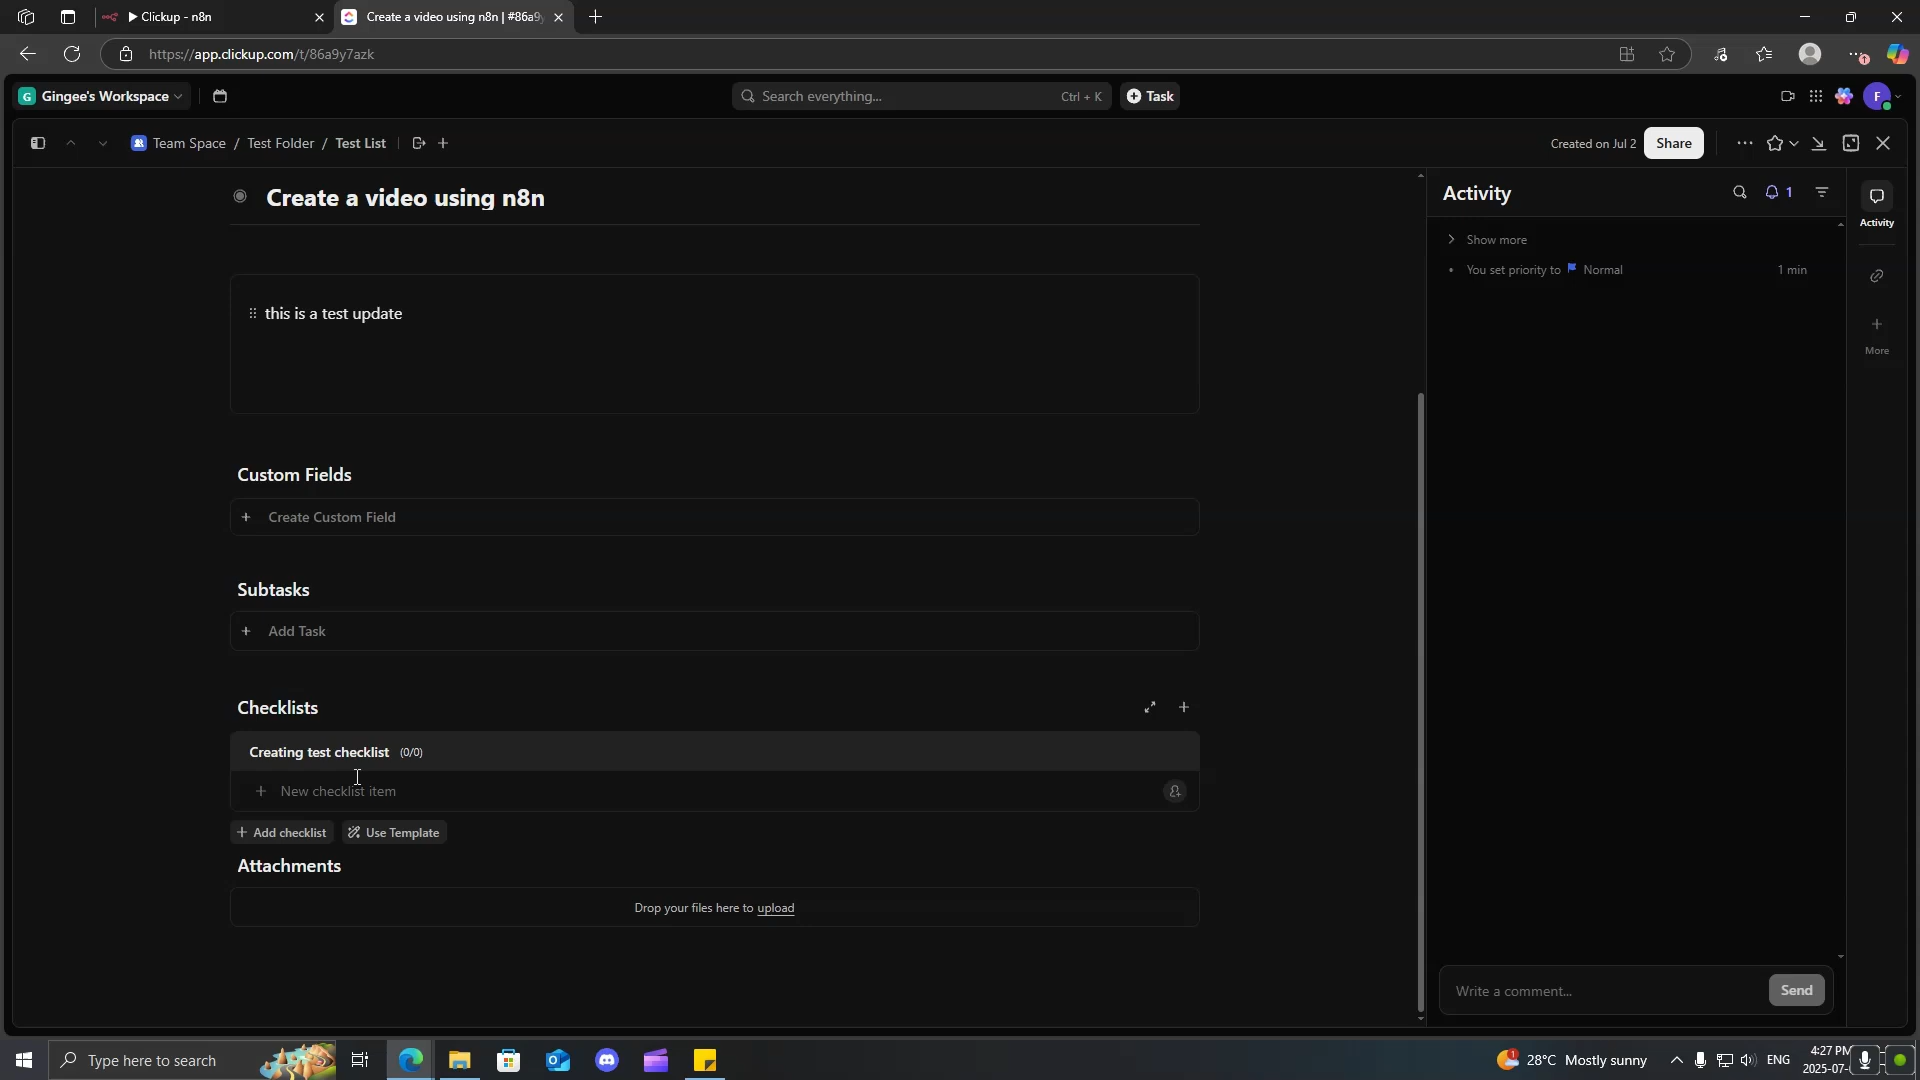 Clickup - n8n
Create a video using n8n | #86a9y
https://app.clickup.com/t/86a9y7azk
1
G Gingee's Workspace
Search everything...
Ctrl + K
Task
F
Team Space / Test Folder / Test List
Created on Jul 2
Share
Create a video using n8n
Activity
1
Activity
Show more
You set priority to Normal
1 min
this is a test update
More
Custom Fields
Create Custom Field
Subtasks
Add Task
Checklists
Creating test checklist (0/0)
New checklist item
Add checklist
Use Template
Attachments
Drop your files here to upload
Write a comment...
Send
Type here to search
1
28°C Mostly sunny
ENG
4:27 PM
2025-07-